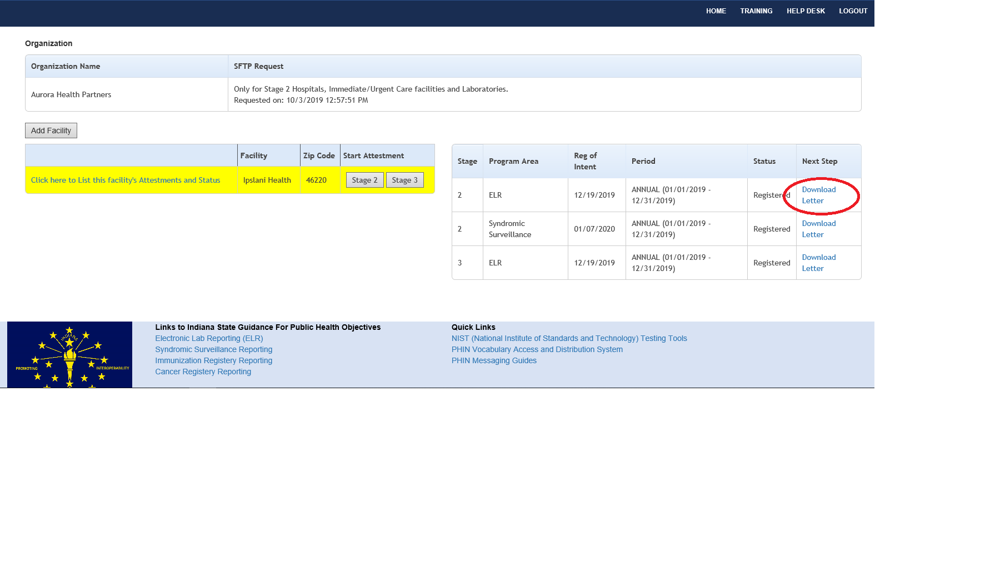 HOME TRAINING HELP DESK LOGOUT
Organization
Organization Name SFTP Request
Aurora Health Partners
Only for Stage 2 Hospitals, Immediate/Urgent Care facilities and Laboratories.
Requested on: 10/3/2019 12:57:51 PM
Add Facility
Facility Zip Code Start Attestment
Click here to List this facility's Attestments and Status Ipslani Health 46220 Stage 2 Stage 3
Stage Program Area Reg of Intent Period Status Next Step
2 ELR 12/19/2019 ANNUAL (01/01/2019 - 12/31/2019) Registered Download Letter
2 Syndromic Surveillance 01/07/2020 ANNUAL (01/01/2019 - 12/31/2019) Registered Download Letter
3 ELR 12/19/2019 ANNUAL (01/01/2019 - 12/31/2019) Registered Download Letter
INDIANA
PROMOTING INTEROPERABILITY
Links to Indiana State Guidance For Public Health Objectives
Electronic Lab Reporting (ELR)
Syndromic Surveillance Reporting
Immunization Registery Reporting
Cancer Registery Reporting
Quick Links
NIST (National Institute of Standards and Technology) Testing Tools
PHIN Vocabulary Access and Distribution System
PHIN Messaging Guides